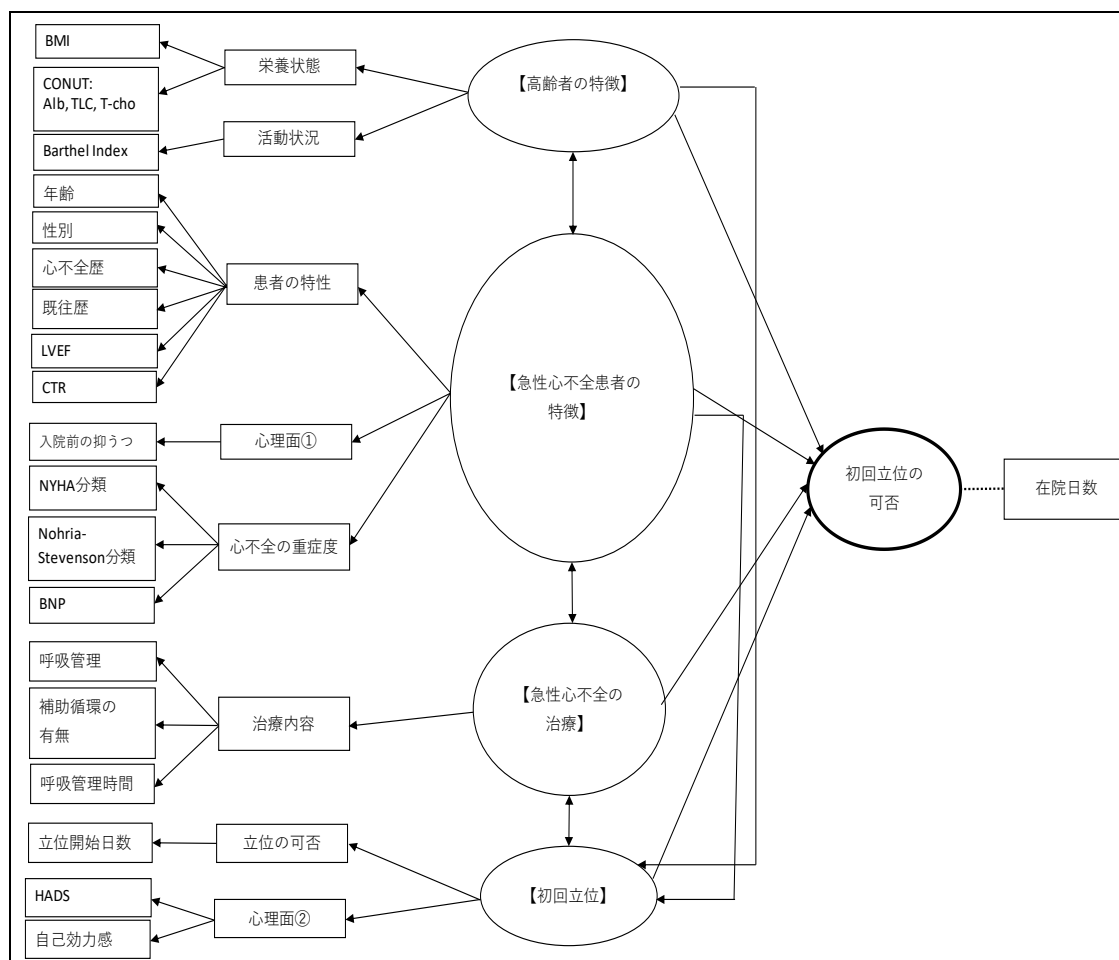 BMI
CONUT:
Alb, TLC, T-cho
Barthel Index
年齢
性別
心不全歴
既往歴
LVEF
CTR
入院前の抑うつ
NYHA分類
Nohria-
Stevenson分類
BNP
呼吸管理
補助循環の
有無
呼吸管理時間
立位開始日数
HADS
自己効力感
栄養状態
活動状況
患者の特性
心理面①
心不全の重症度
治療内容
立位の可否
心理面②
【高齢者の特徴】
【急性心不全患者の
特徴】
【急性心不全の
治療】
【初回立位】
初回立位の
可否
在院日数